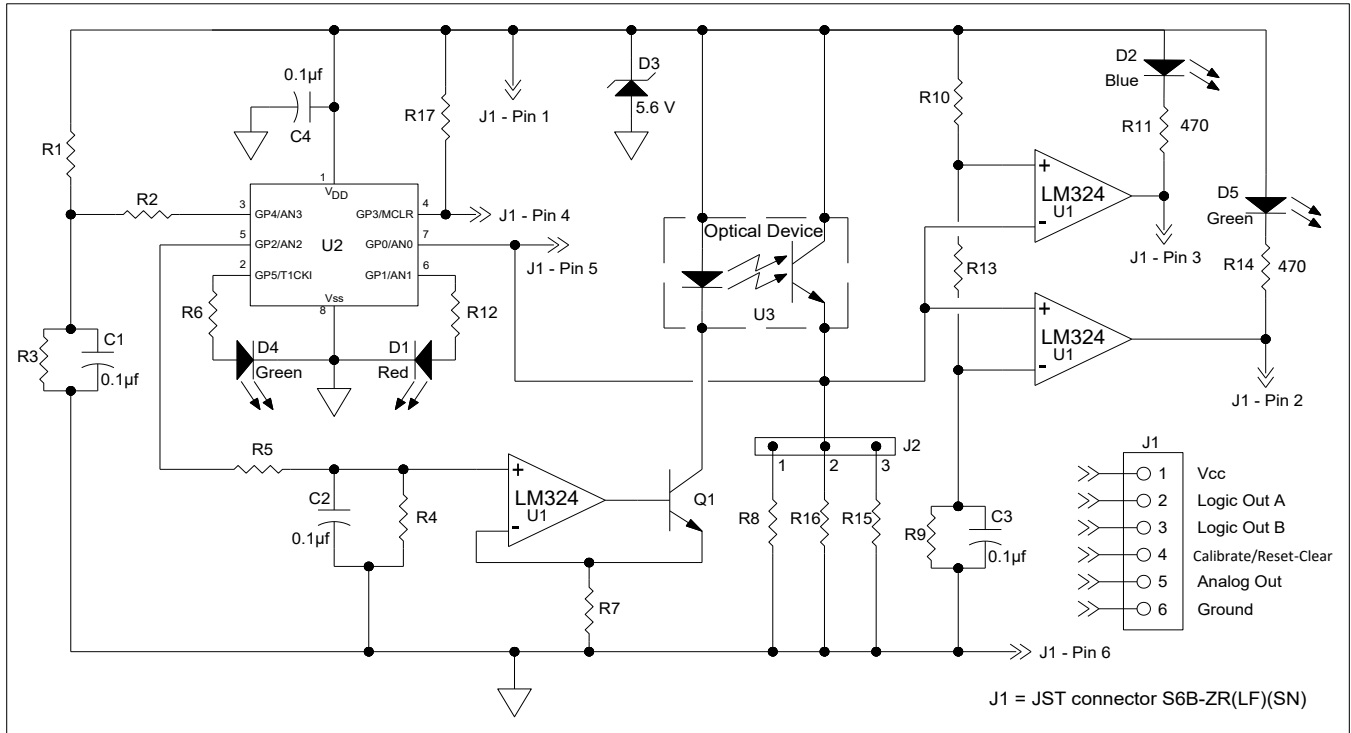 0.1µf
C4
R17
J1 - Pin 1
D3
5.6 V
R10
D2
Blue
R11
470
R1
R2
1
VDD
3
GP4/AN3
GP3/MCLR
4
J1 - Pin 4
5
GP2/AN2
U2
GP0/AN0
7
J1 - Pin 5
2
GP5/T1CKI
GP1/AN1
6
Vss
8
R6
R12
D4
Green
D1
Red
Optical Device
U3
+
LM324
U1
-
J1 - Pin 3
D5
Green
R14
470
R13
+
LM324
U1
-
J1 - Pin 2
R3
C1
0.1µf
R5
C2
0.1µf
R4
+
LM324
U1
-
Q1
R7
J2
1
2
3
R8
R16
R15
R9
C3
0.1µf
J1
1 Vcc
2 Logic Out A
3 Logic Out B
4 Calibrate/Reset-Clear
5 Analog Out
6 Ground
J1 - Pin 6
J1 = JST connector S6B-ZR(LF)(SN)